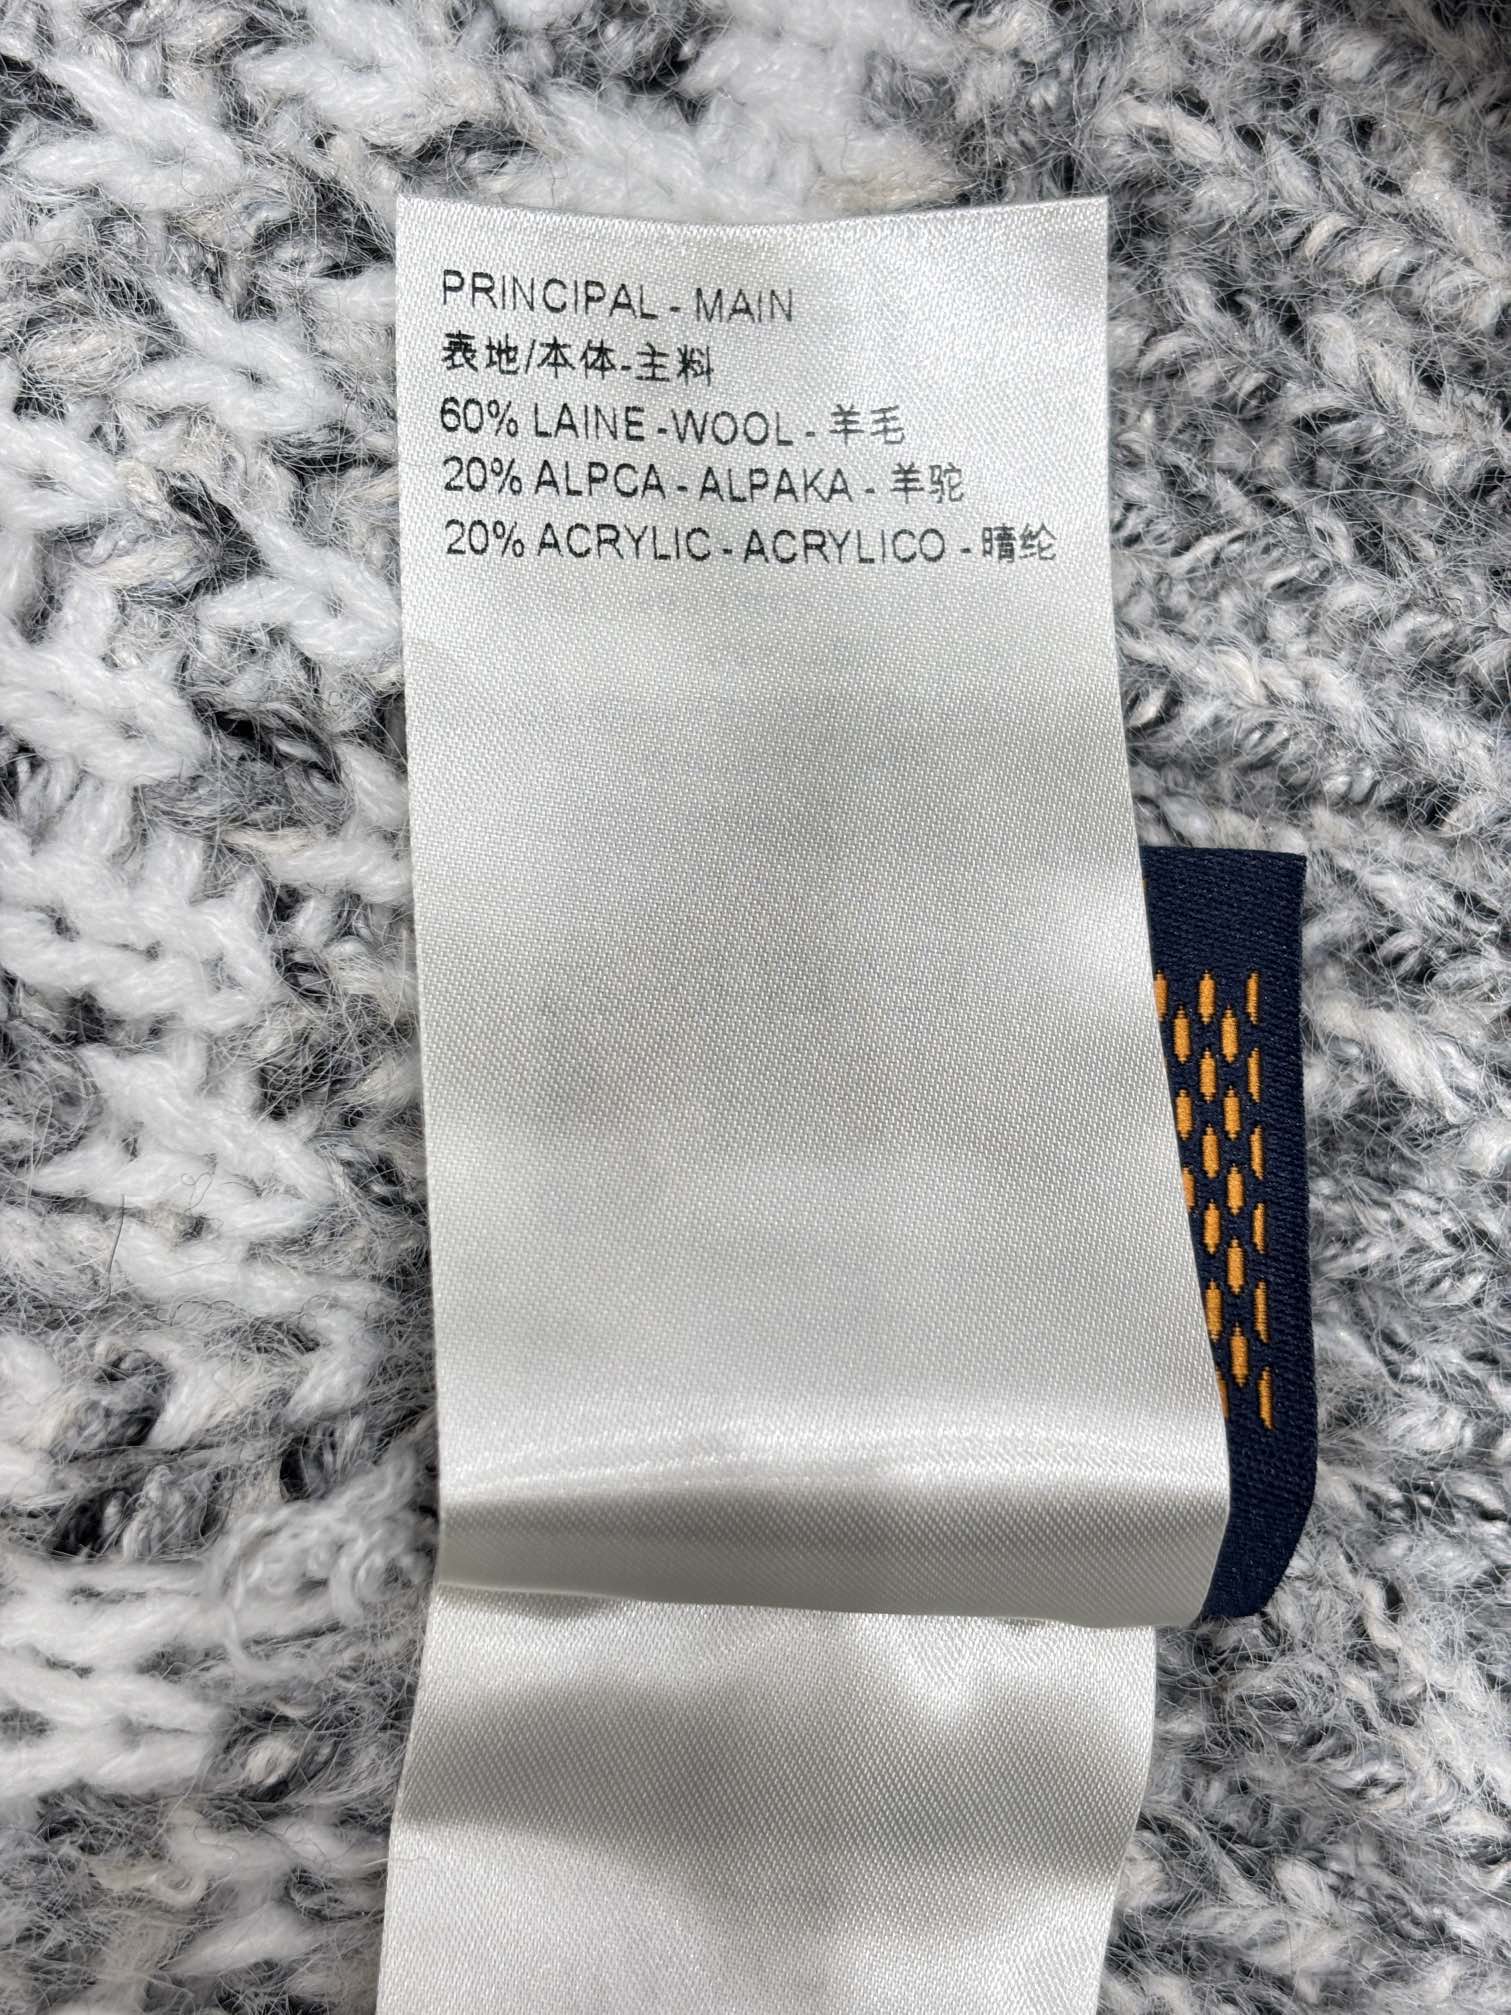 PRINCIPAL - MAIN
表地/本体-主料
60% LAINE -WOOL - 羊毛
20% ALPCA - ALPAKA - 羊驼
20% ACRYLIC - ACRYLICO - 晴纶